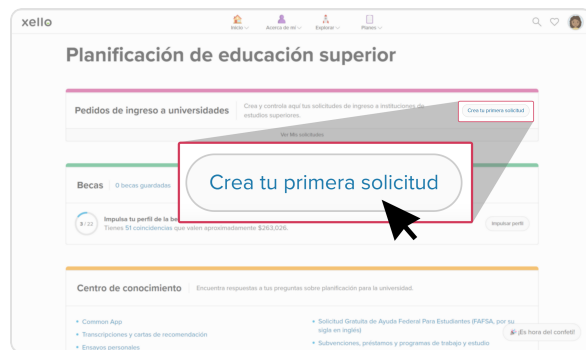 xello
Inicio
Acerca de mí
Explorar
Planes
Planificación de educación superior
Pedidos de ingreso a universidades
Crea y controla aquí tus solicitudes de ingreso a instituciones de
estudios superiores.
Crea tu primera solicitud
Ver Mis solicitudes
Crea tu primera solicitud
Becas
0 becas guardadas
3 / 22
Impulsa tu perfil de la be
Tienes 51 coincidencias que valen aproximadamente $263,026.
Impulsar perfil
Centro de conocimiento
Encuentre respuestas a tus preguntas sobre planificación para la universidad.
Common App
Transcripciones y cartas de recomendación
Ensayos personales
Solicitud Gratuita de Ayuda Federal Para Estudiantes (FAFSA, por su
sigla en inglés)
Subvenciones, préstamos y programas de trabajo y estudio
¡Es hora del confeti!